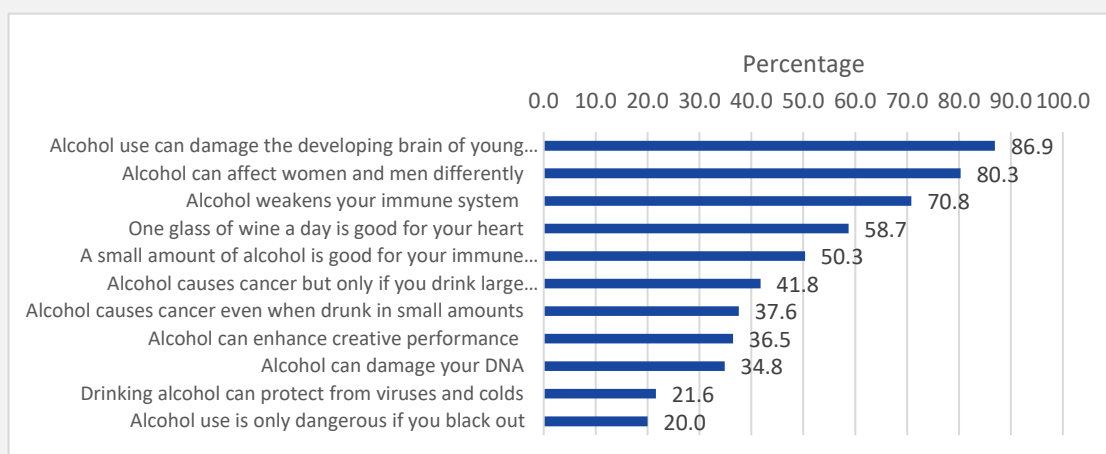 Percentage
0.0 10.0 20.0 30.0 40.0 50.0 60.0 70.0 80.0 90.0 100.0
Alcohol use can damage the developing brain of young... 86.9
Alcohol can affect women and men differently 80.3
Alcohol weakens your immune system 70.8
One glass of wine a day is good for your heart 58.7
A small amount of alcohol is good for your immune... 50.3
Alcohol causes cancer but only if you drink large... 41.8
Alcohol causes cancer even when drunk in small amounts 37.6
Alcohol can enhance creative performance 36.5
Alcohol can damage your DNA 34.8
Drinking alcohol can protect from viruses and colds 21.6
Alcohol use is only dangerous if you black out 20.0